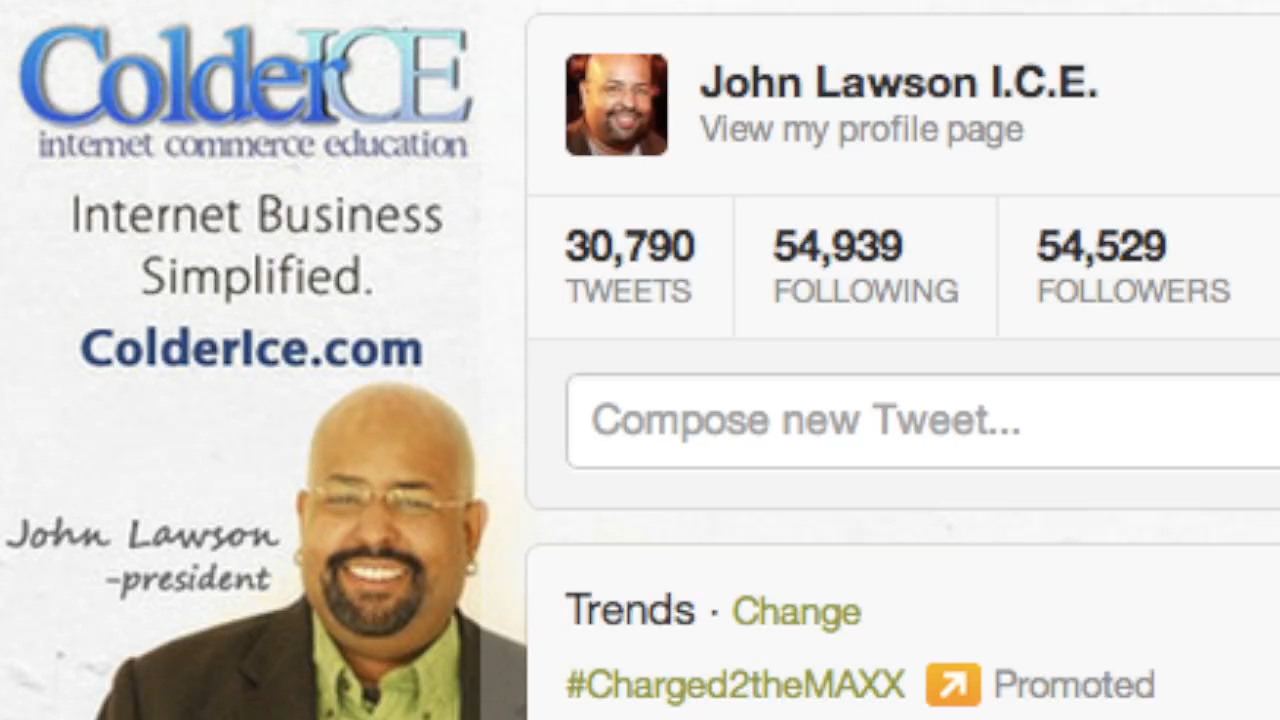 ColderICE
internet commerce education
Internet Business
Simplified.
ColderIce.com
John Lawson
-president
John Lawson I.C.E.
View my profile page
30,790
TWEETS
54,939
FOLLOWING
54,529
FOLLOWERS
Compose new Tweet...
Trends · Change
#Charged2theMAXX Promoted